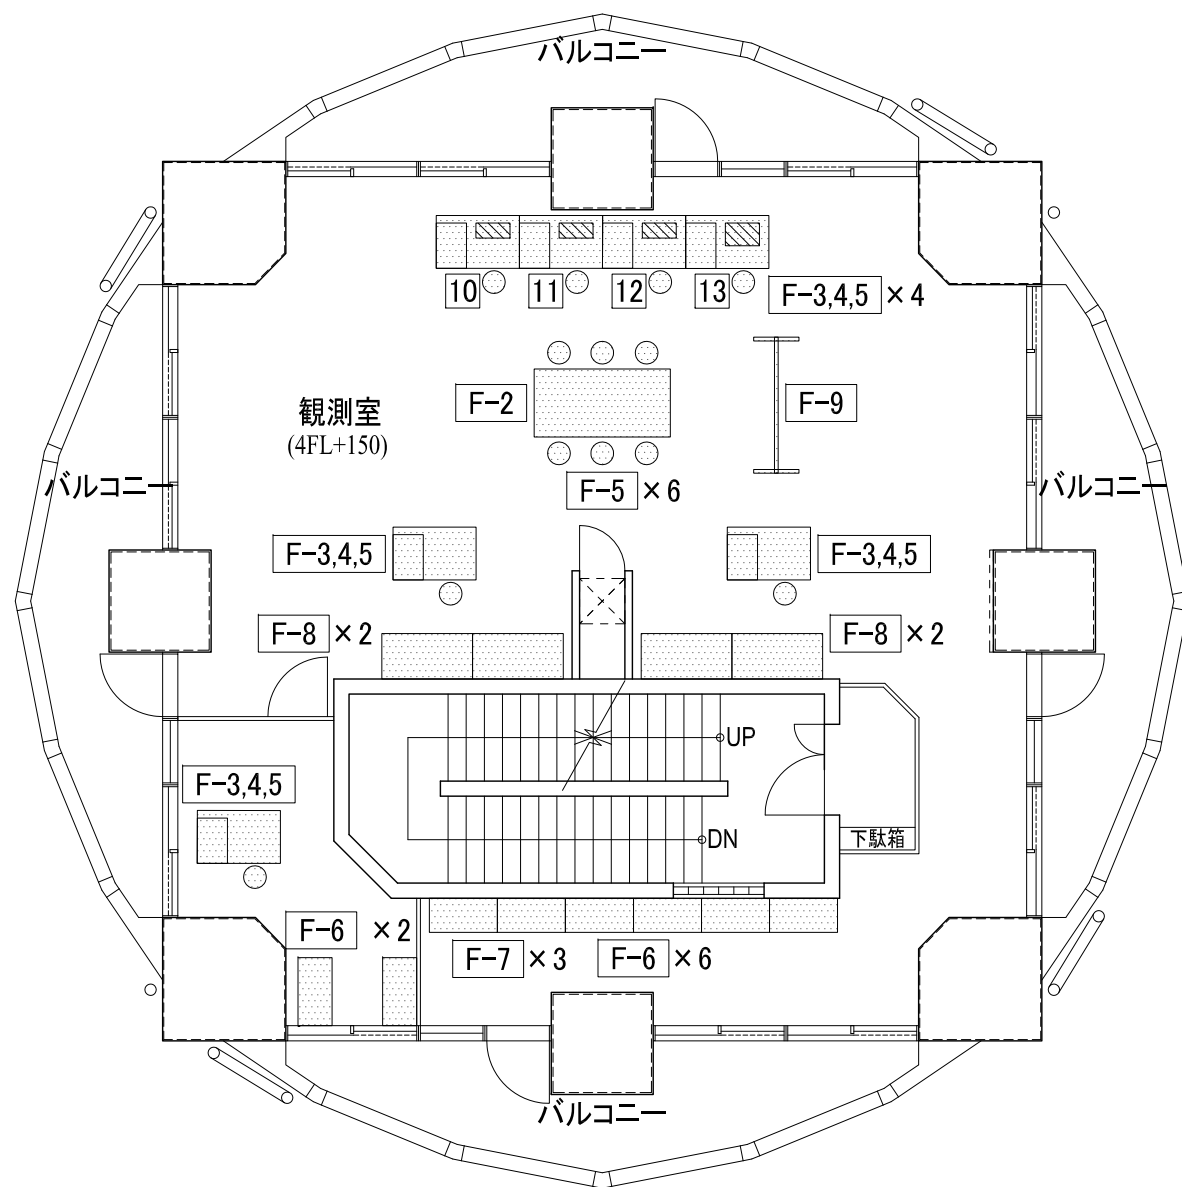 バルコニー
10
11
12
13
F-3,4,5 ×4
F-2
F-9
観測室
(4FL+150)
バルコニー
バルコニー
F-5 ×6
F-3,4,5
F-3,4,5
F-8 ×2
F-8 ×2
UP
F-3,4,5
DN
下駄箱
F-6 ×2
F-7 ×3
F-6 ×6
バルコニー